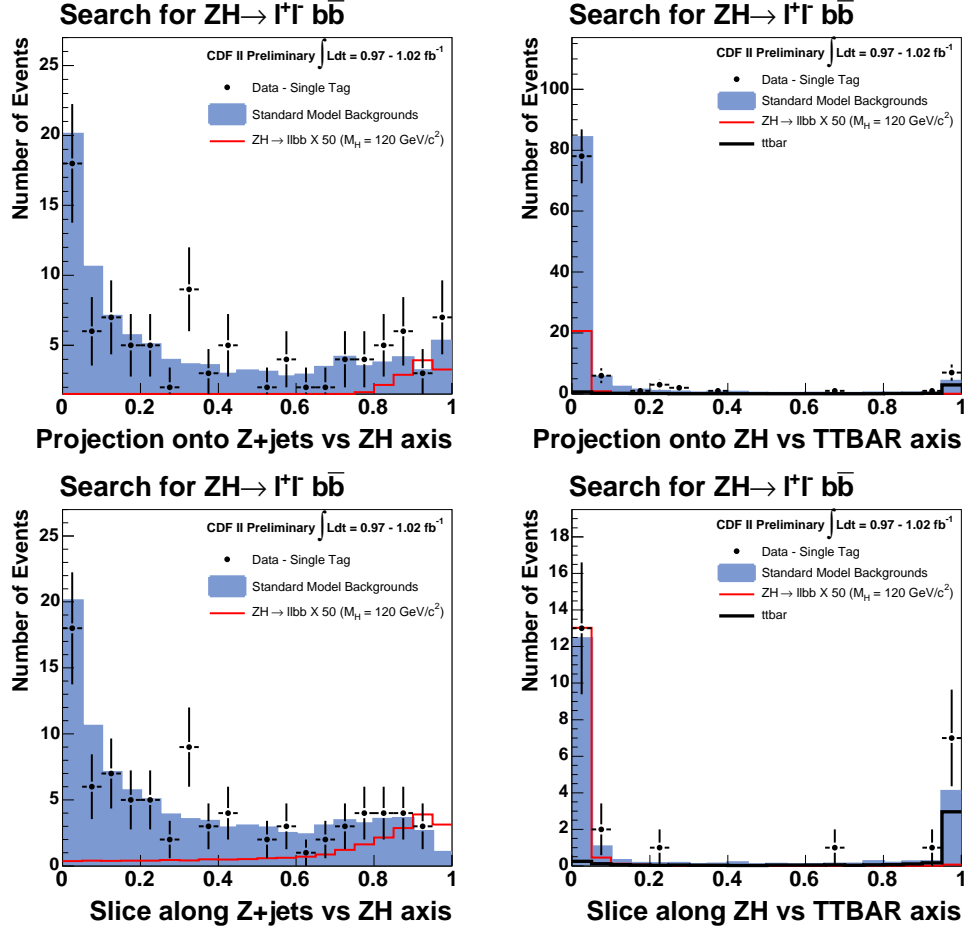 Search for ZH→ l⁺l⁻ bb̅
Number of Events
CDF II Preliminary ∫ Ldt = 0.97 - 1.02 fb⁻¹
Data - Single Tag
Standard Model Backgrounds
ZH → llbb X 50 (M_H = 120 GeV/c²)
25
20
15
10
5
0 0.2 0.4 0.6 0.8 1
Projection onto Z+jets vs ZH axis
Search for ZH→ l⁺l⁻ bb̅
Number of Events
CDF II Preliminary ∫ Ldt = 0.97 - 1.02 fb⁻¹
Data - Single Tag
Standard Model Backgrounds
ZH → llbb X 50 (M_H = 120 GeV/c²)
ttbar
100
80
60
40
20
0
0 0.2 0.4 0.6 0.8 1
Projection onto ZH vs TTBAR axis
Search for ZH→ l⁺l⁻ bb̅
Number of Events
CDF II Preliminary ∫ Ldt = 0.97 - 1.02 fb⁻¹
Data - Single Tag
Standard Model Backgrounds
ZH → llbb X 50 (M_H = 120 GeV/c²)
25
20
15
10
5
0
0 0.2 0.4 0.6 0.8 1
Slice along Z+jets vs ZH axis
Search for ZH→ l⁺l⁻ bb̅
Number of Events
CDF II Preliminary ∫ Ldt = 0.97 - 1.02 fb⁻¹
Data - Single Tag
Standard Model Backgrounds
ZH → llbb X 50 (M_H = 120 GeV/c²)
ttbar
18
16
14
12
10
8
6
4
2
0
0 0.2 0.4 0.6 0.8 1
Slice along ZH vs TTBAR axis